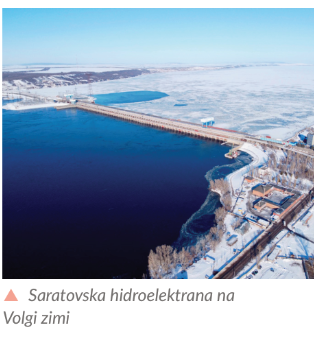 ▲ Saratovska hidroelektrana na
Volgi zimi